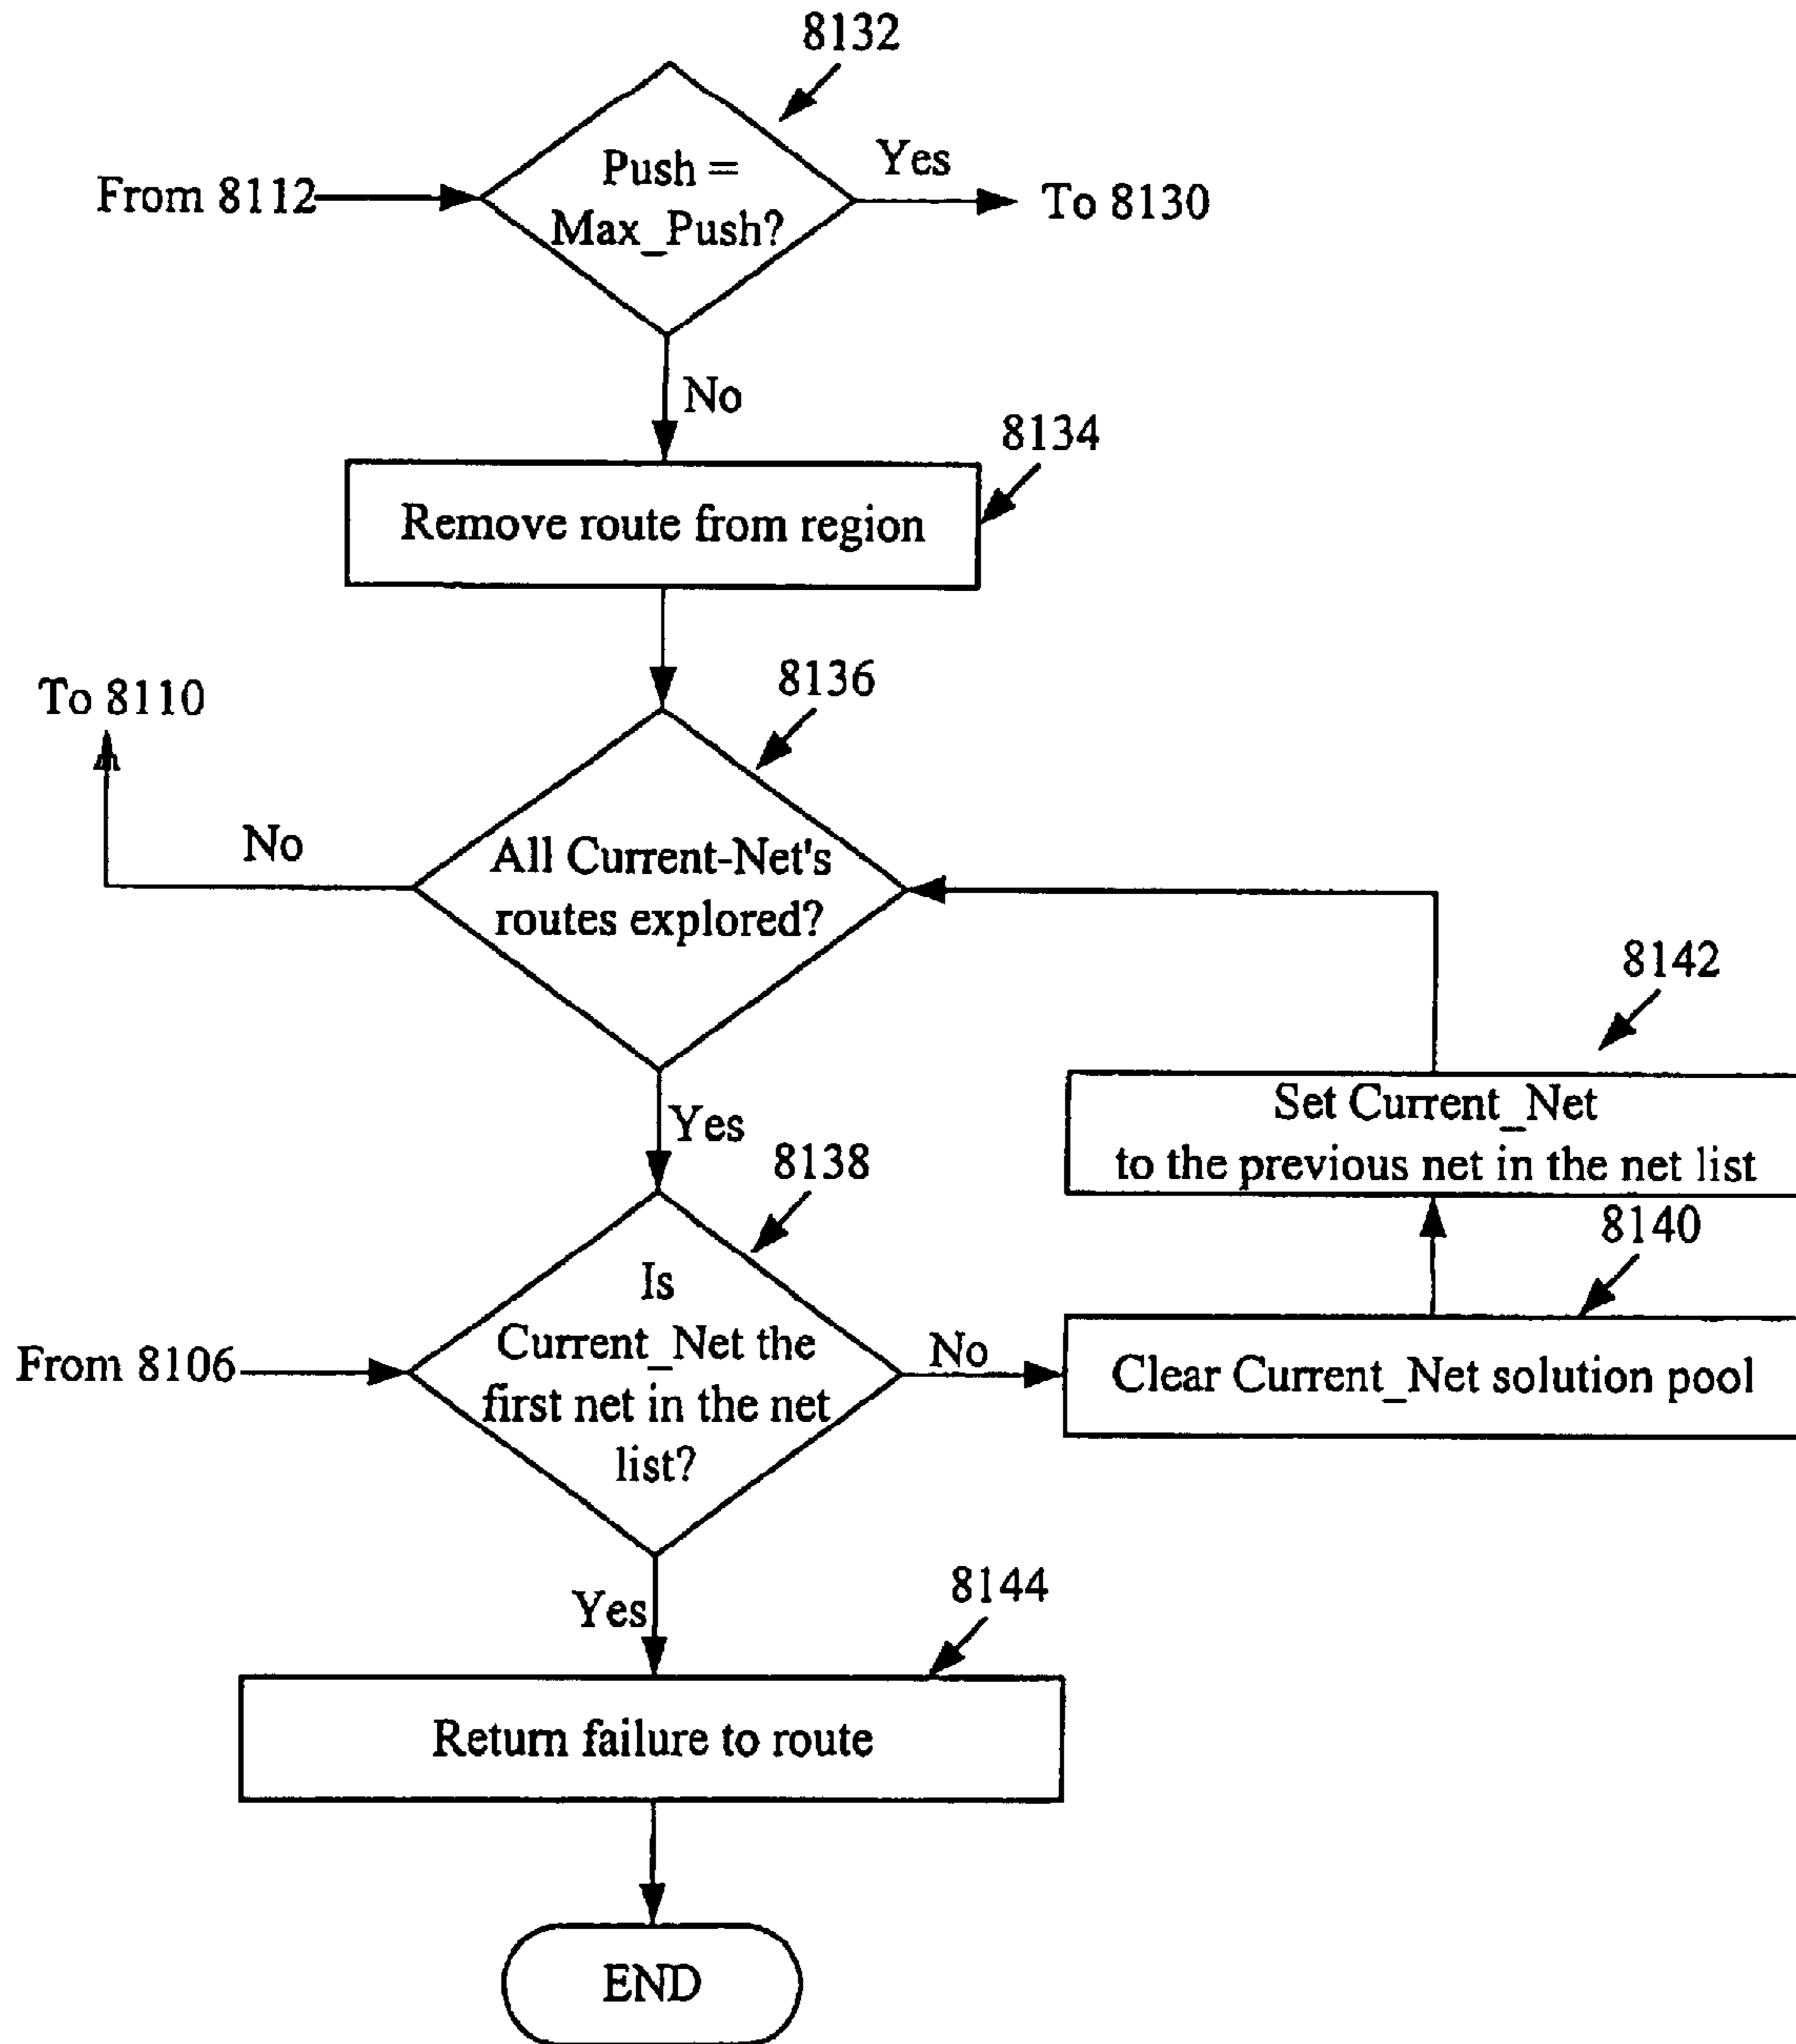 8132
Push =
Max_Push?
Yes
From 8112
To 8130
No
8134
Remove route from region
8136
To 8110
All Current-Net's
routes explored?
No
8142
Set Current_Net
to the previous net in the net list
Yes
8138
8140
Is
Current_Net the
first net in the net
list?
From 8106
No
Clear Current_Net solution pool
Yes
8144
Return failure to route
END